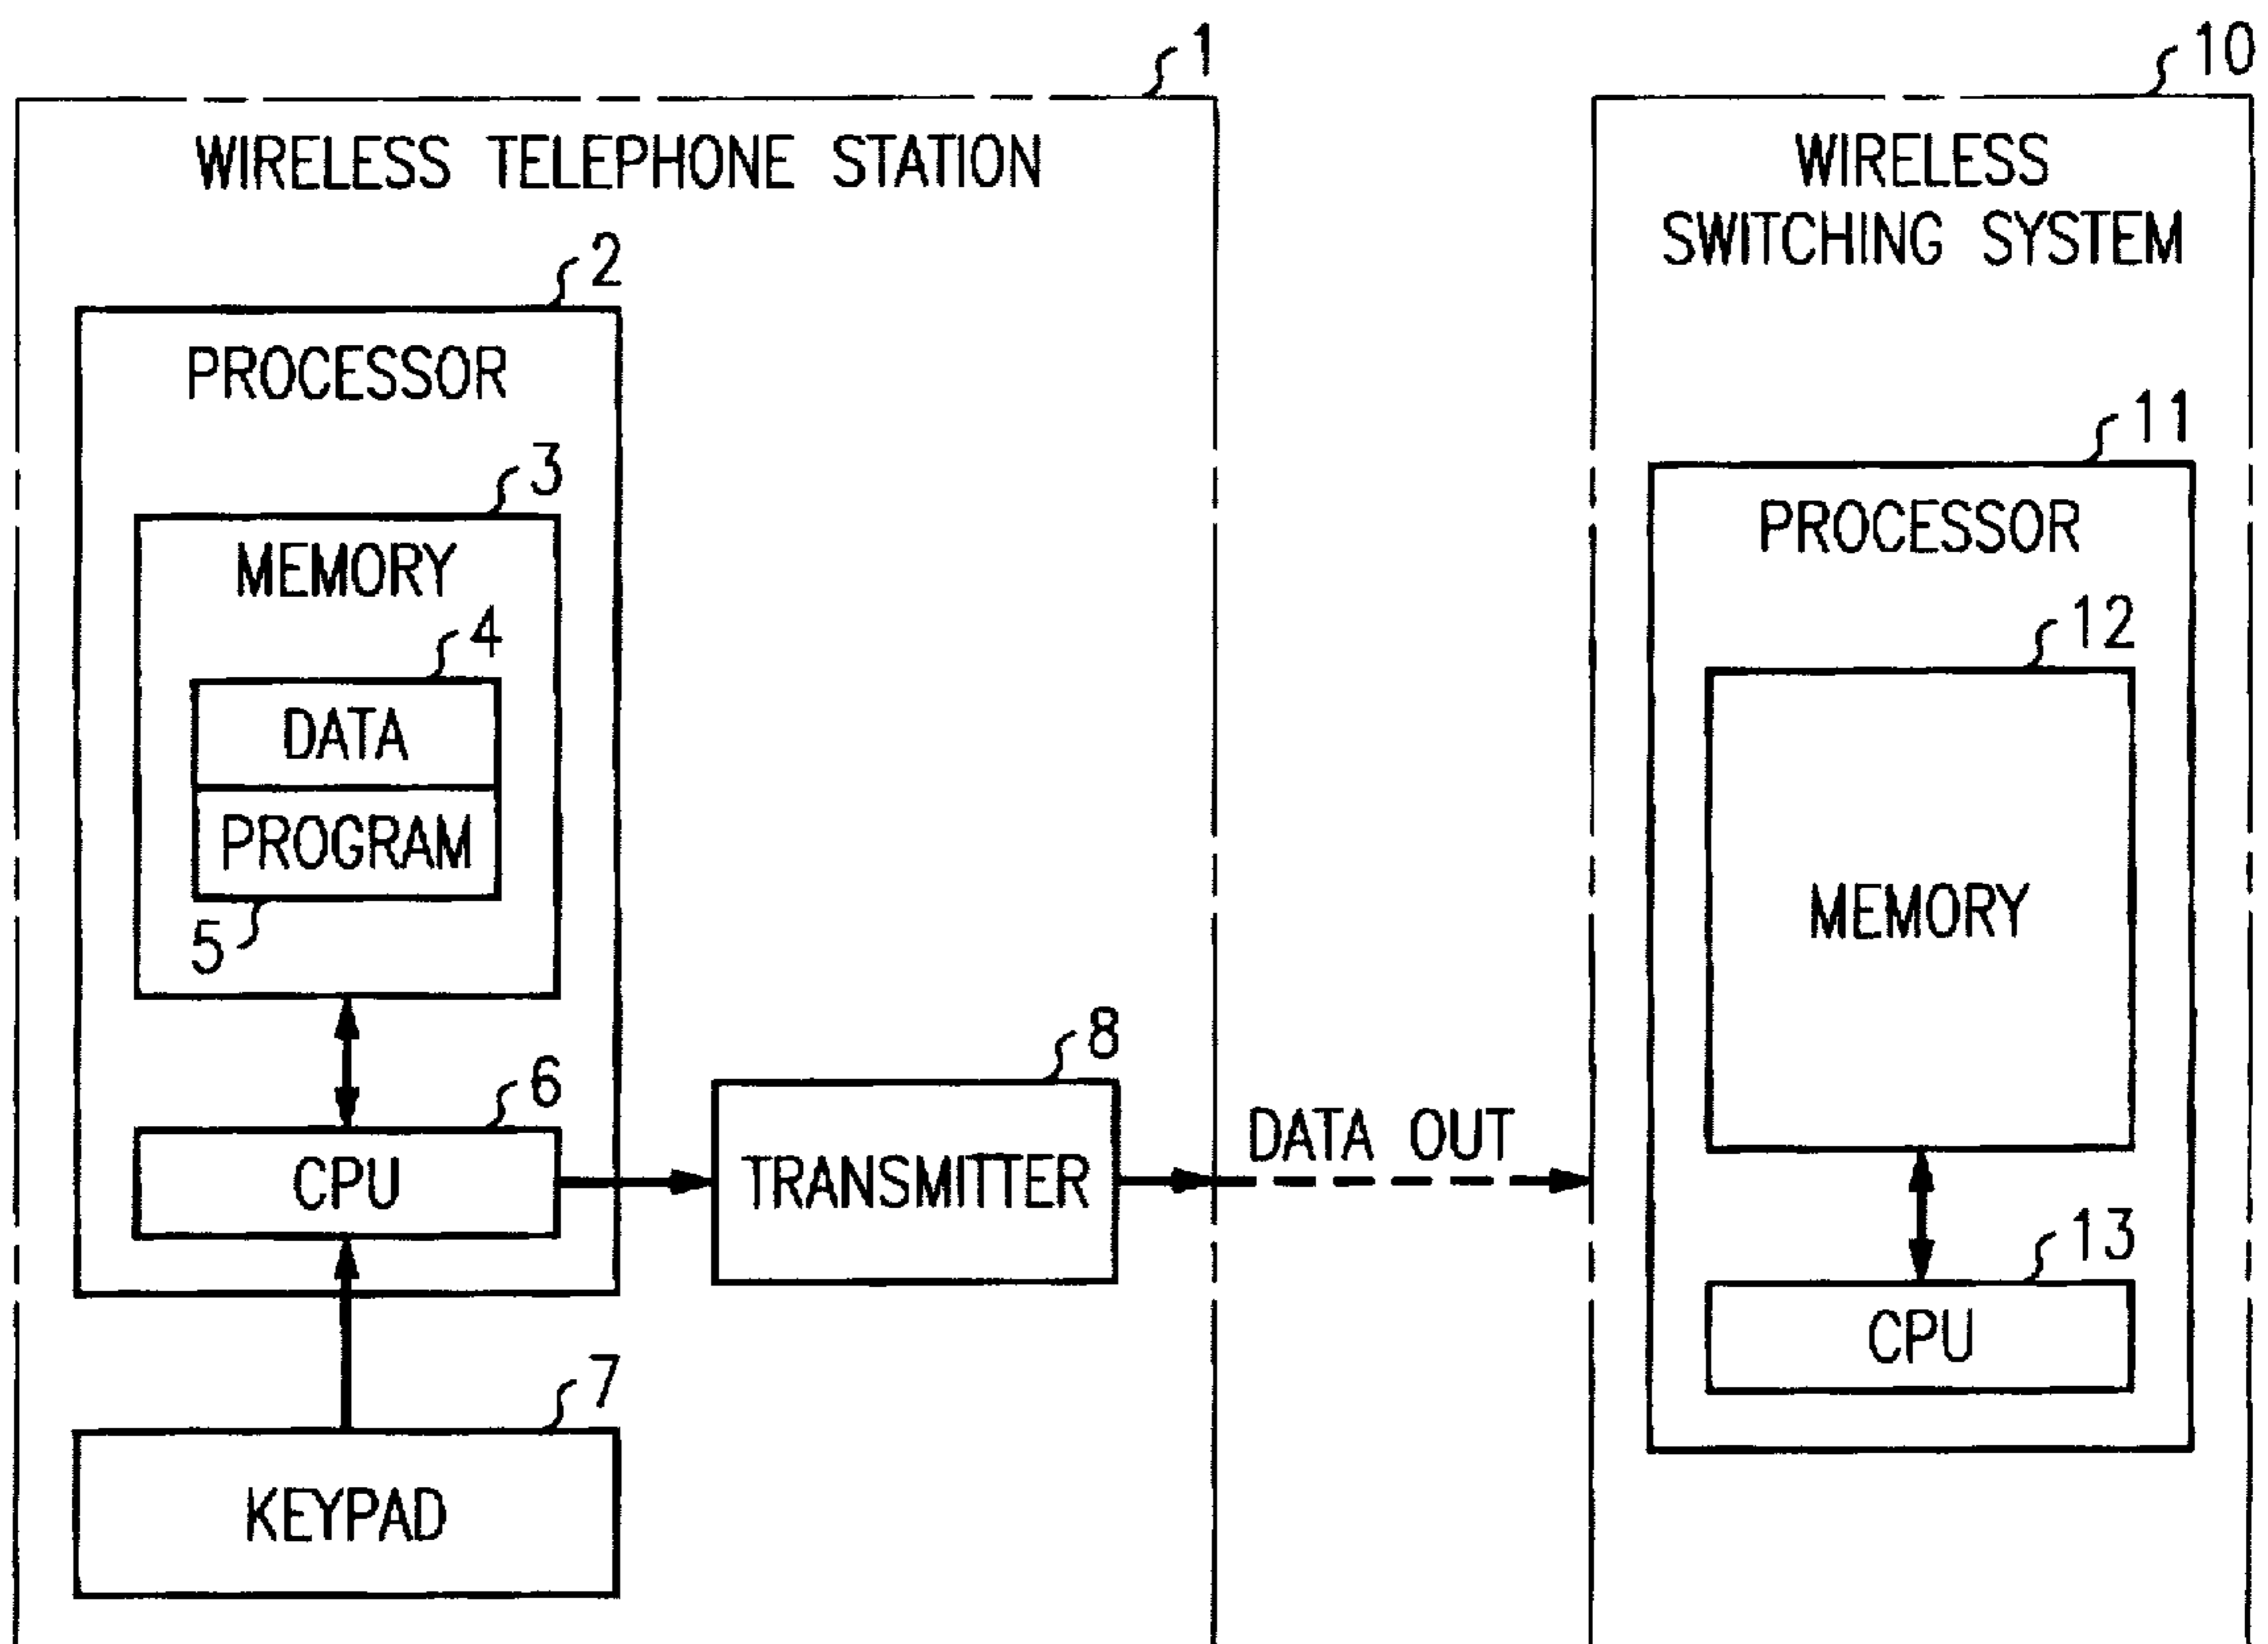 1
WIRELESS TELEPHONE STATION
2
PROCESSOR
3
MEMORY
4
DATA
PROGRAM
5
6
CPU
7
KEYPAD
8
TRANSMITTER
DATA OUT
10
WIRELESS
SWITCHING SYSTEM
11
PROCESSOR
12
MEMORY
13
CPU